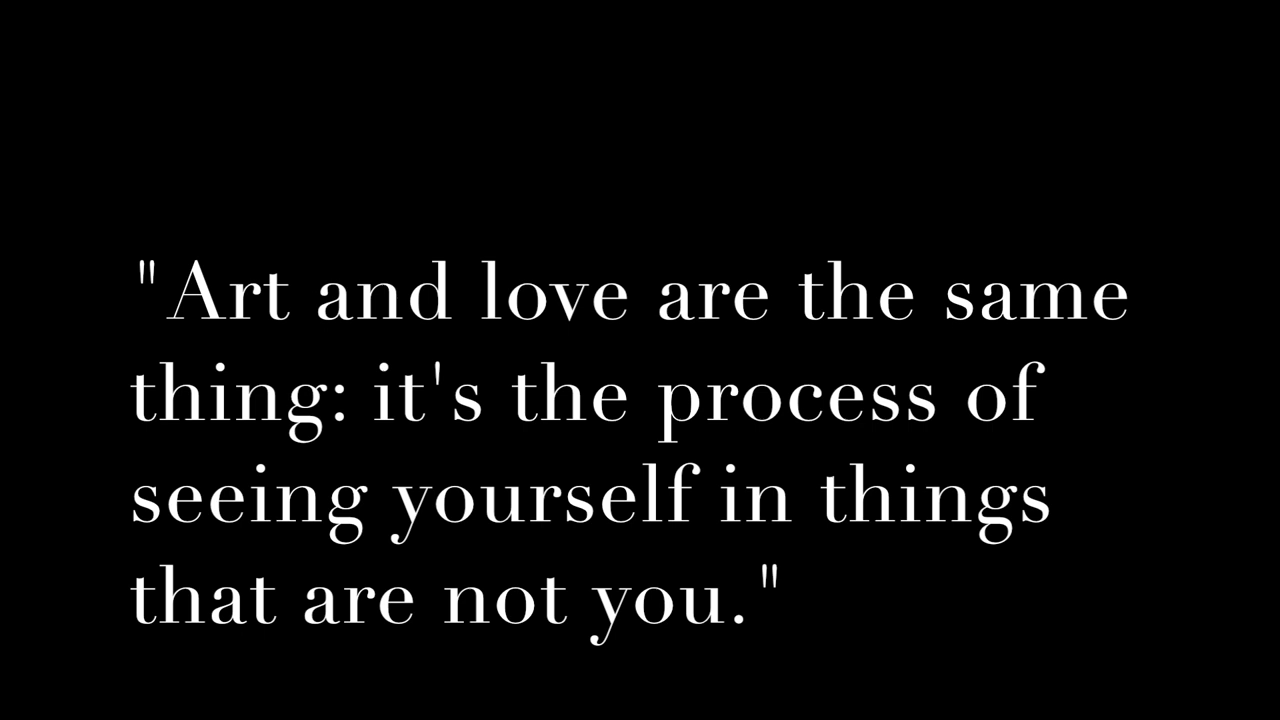 "Art and love are the same
thing: it's the process of
seeing yourself in things
that are not you."